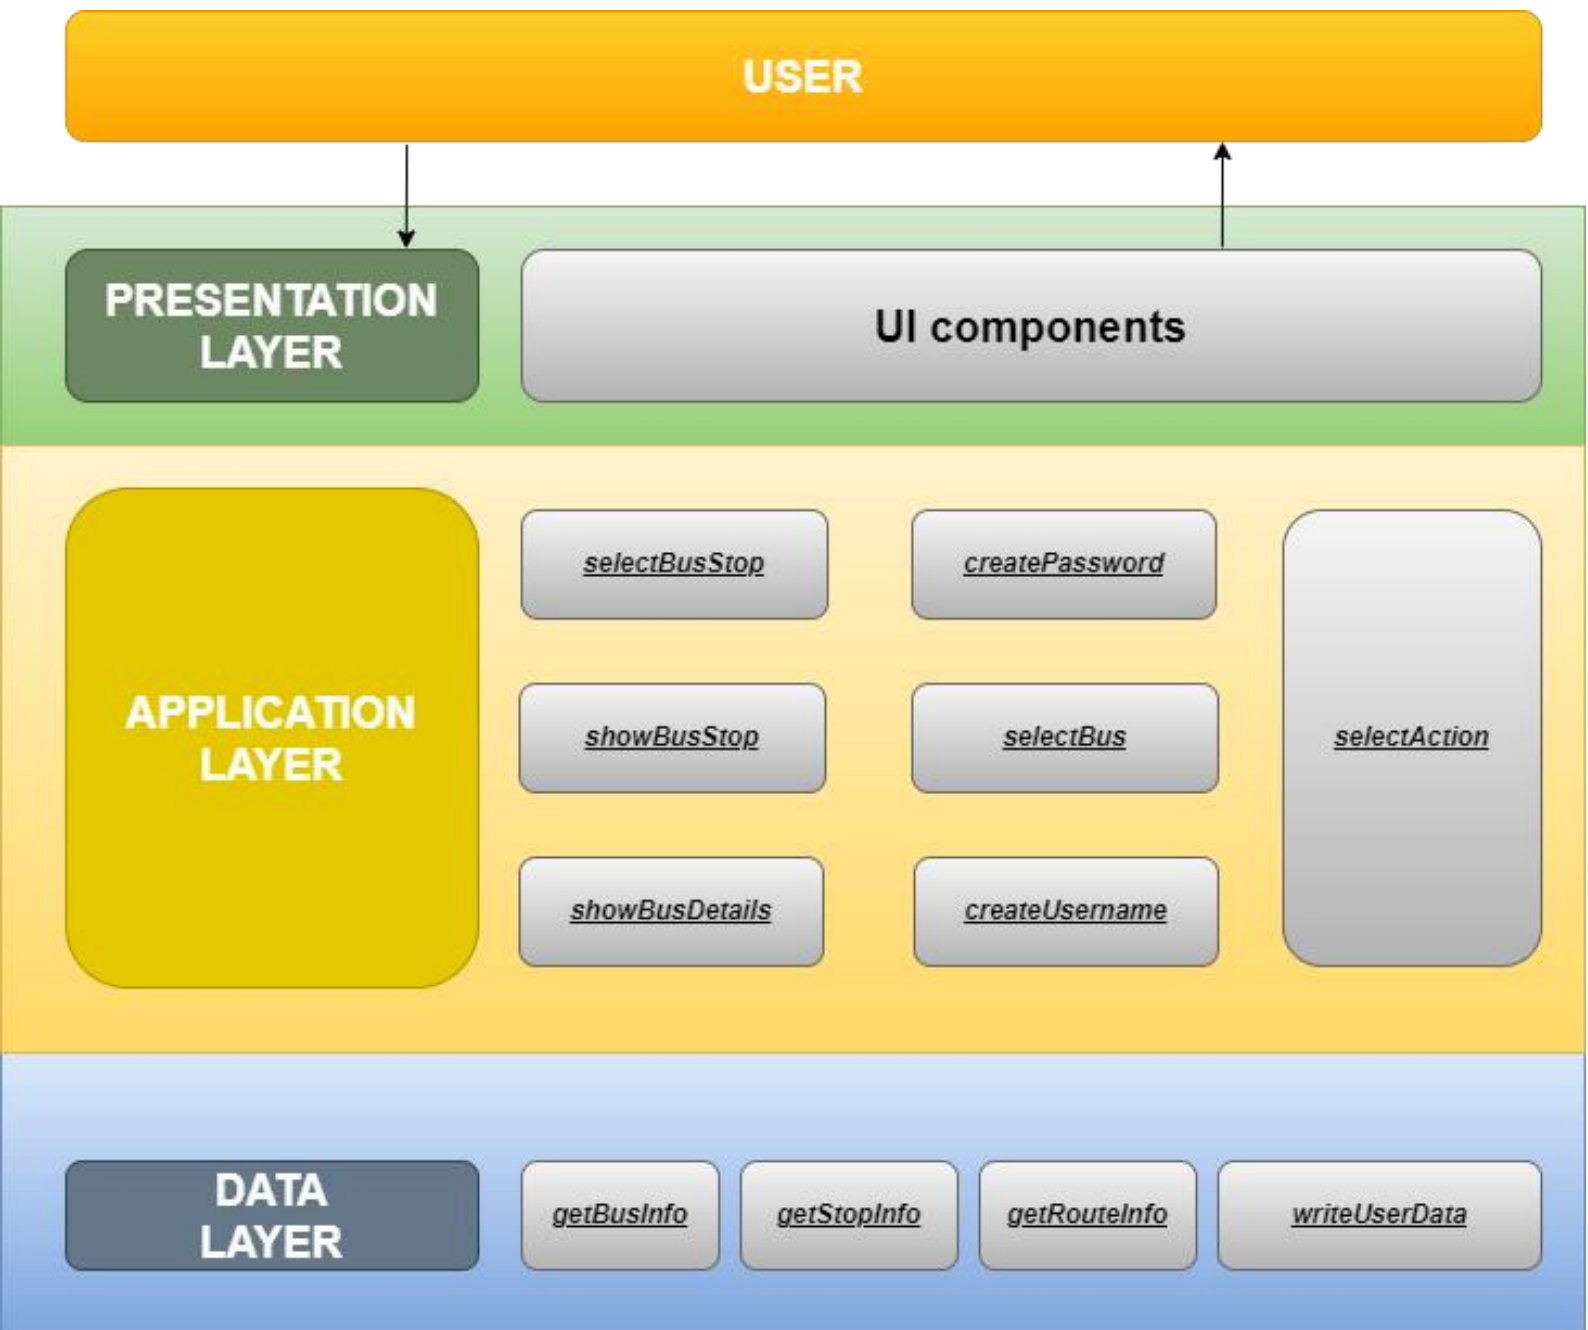 USER
PRESENTATION
LAYER
UI components
APPLICATION
LAYER
selectBusStop
createPassword
selectAction
showBusStop
selectBus
showBusDetails
createUsername
DATA
LAYER
getBusInfo
getStopInfo
getRouteInfo
writeUserData